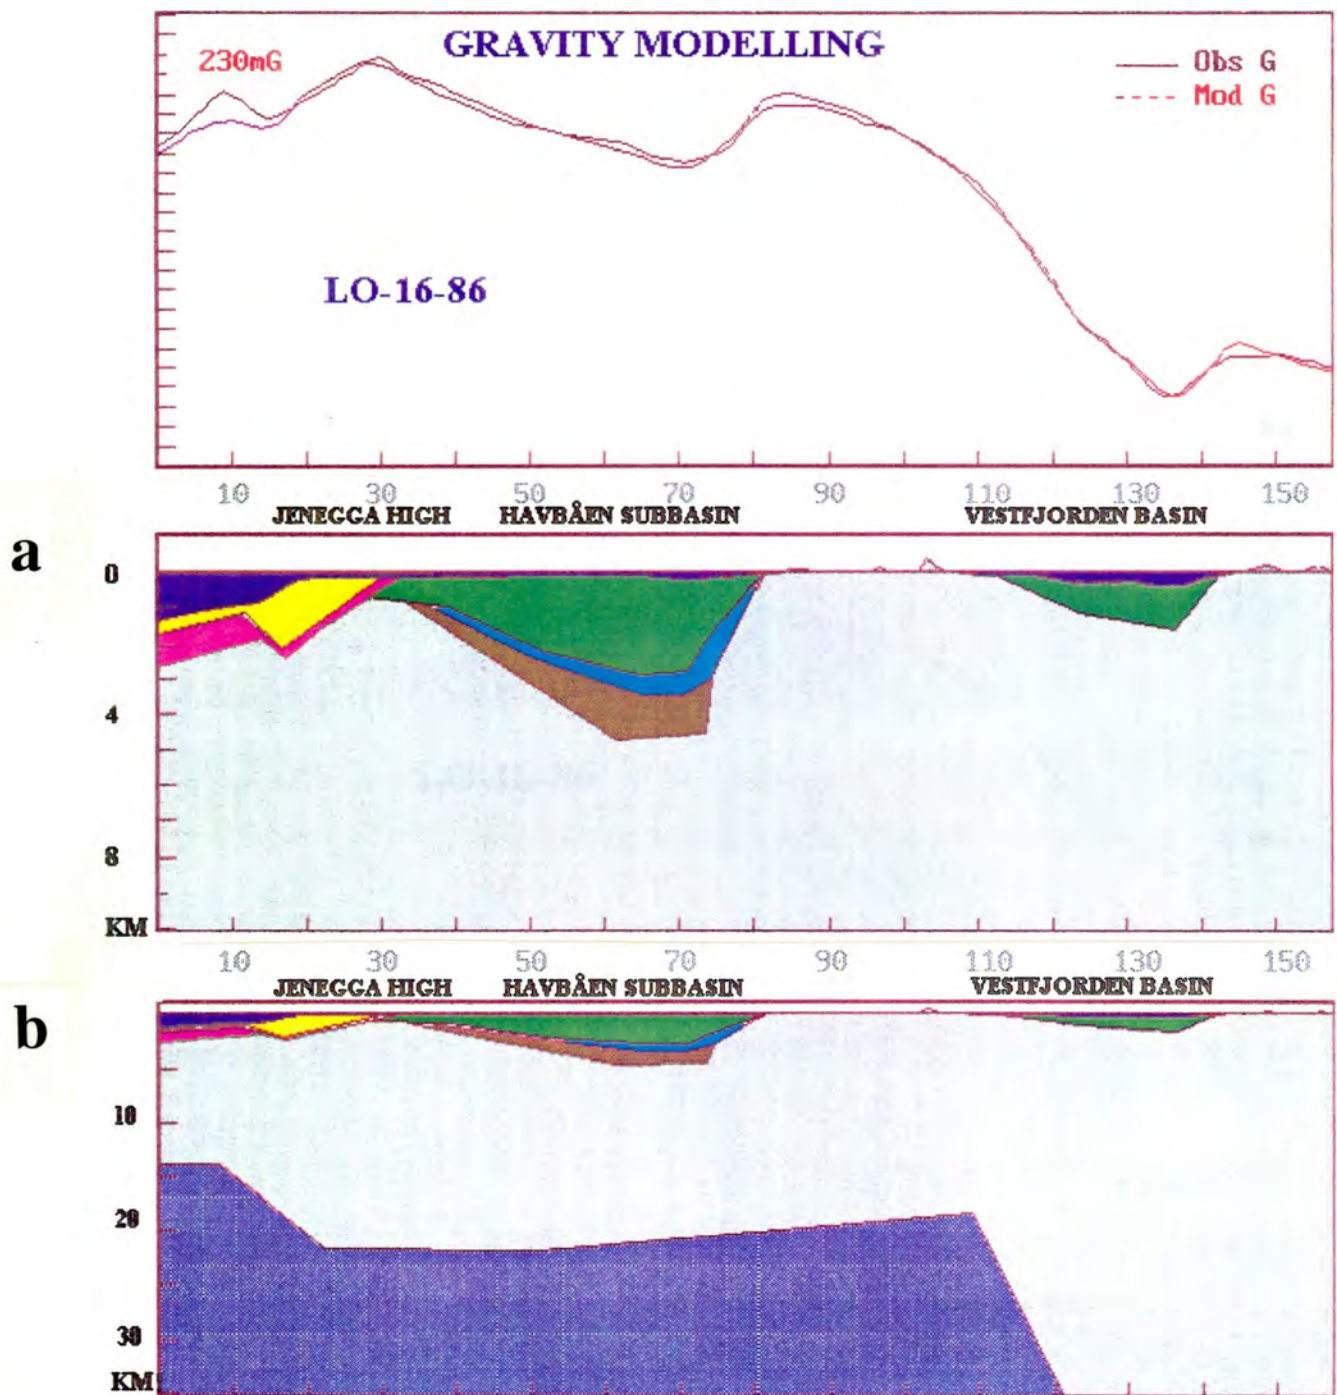 GRAVITY MODELLING
230mG
Obs G
Mod G
LO-16-86
10 30 50 70 90 110 130 150
JENEGGA HIGH HAVBÅEN SUBBASIN VESTFJORDEN BASIN
a
0
4
8
KM
10 30 50 70 90 110 130 150
JENEGGA HIGH HAVBÅEN SUBBASIN VESTFJORDEN BASIN
b
10
20
30
KM